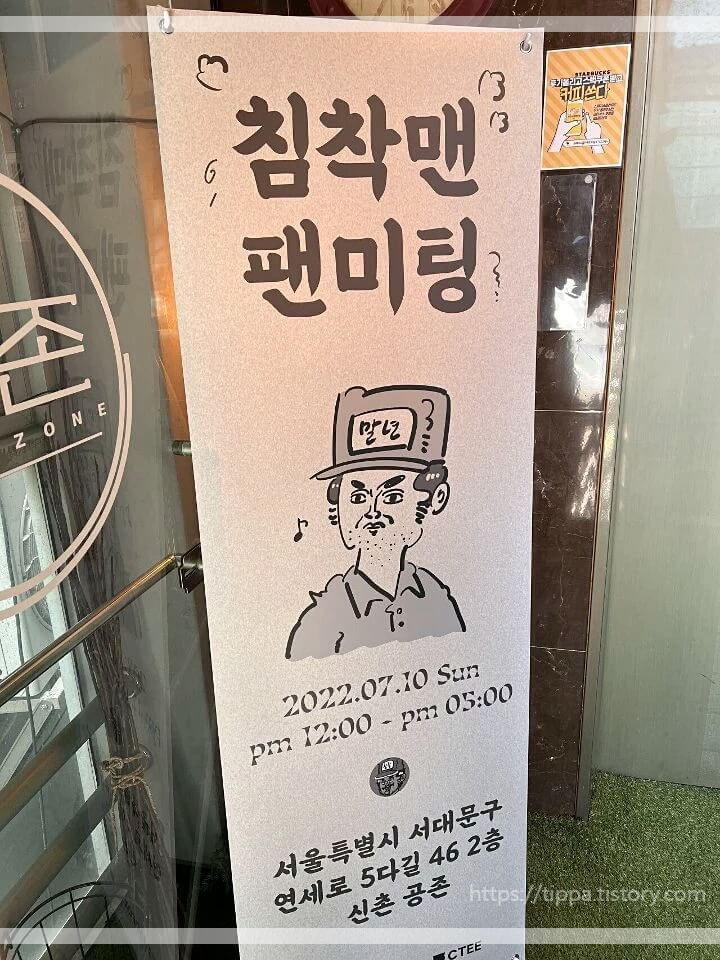 침착맨
팬미팅
말년
2022.07.10 Sun
pm 12:00 - pm 05:00
서울특별시 서대문구
연세로 5다길 46 2층
신촌 공존
CTEE
존
ZONE
STARBUCKS
커피쏜다
https://tippa.tistory.com